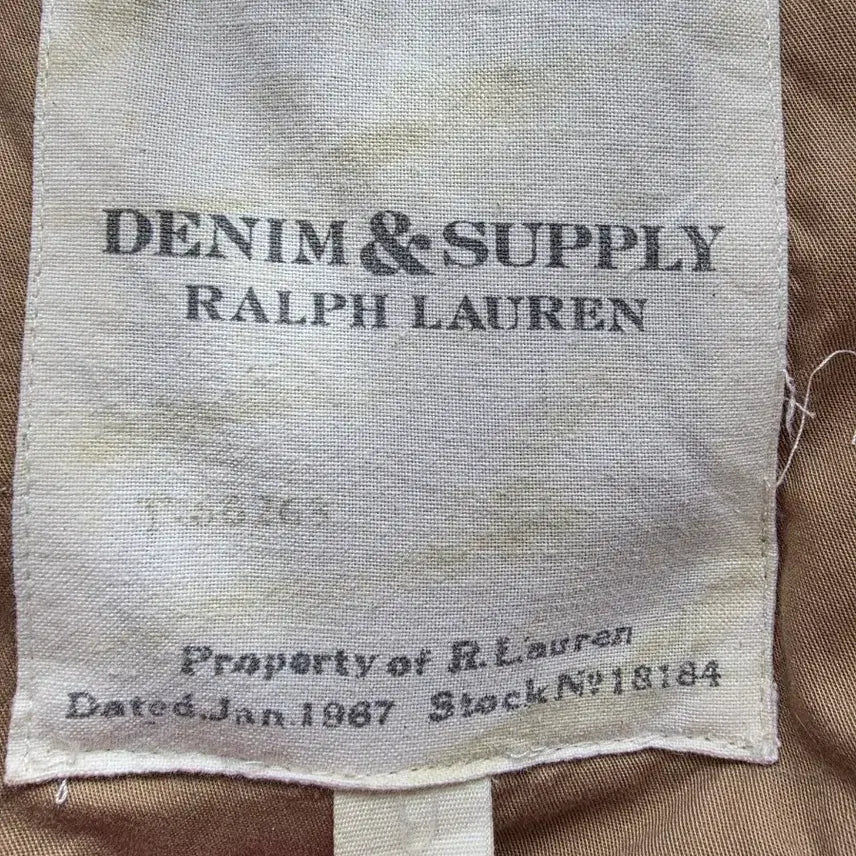 DENIM & SUPPLY
RALPH LAUREN
Property of R. Lauren
Dated. Jan. 1967 Stock Nº 18184